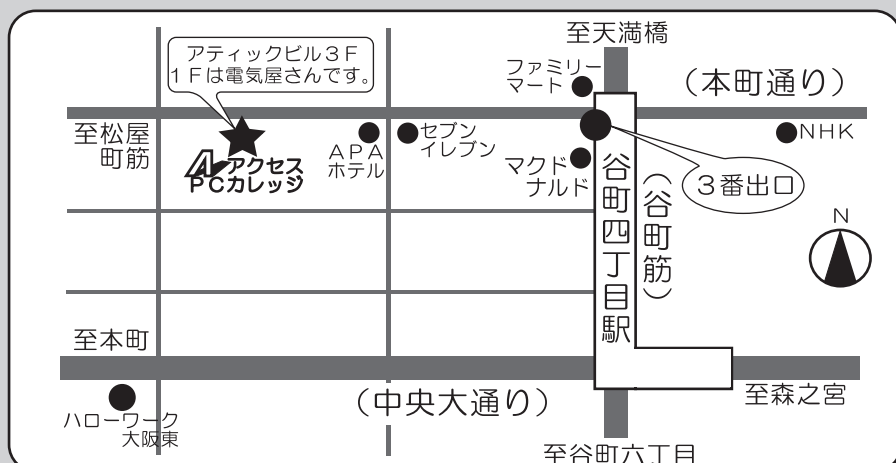 至天満橋
アティックビル３Ｆ
１Ｆは電気屋さんです。
ファミリー
マート
（本町通り）
至松屋
町筋
アクセス
ＰＣカレッジ
ＡＰＡ
ホテル
セブン
イレブン
マクド
ナルド
ＮＨＫ
３番出口
谷町四丁目駅
（谷町筋）
N
至本町
ハローワーク
大阪東
（中央大通り）
至森之宮
至谷町六丁目